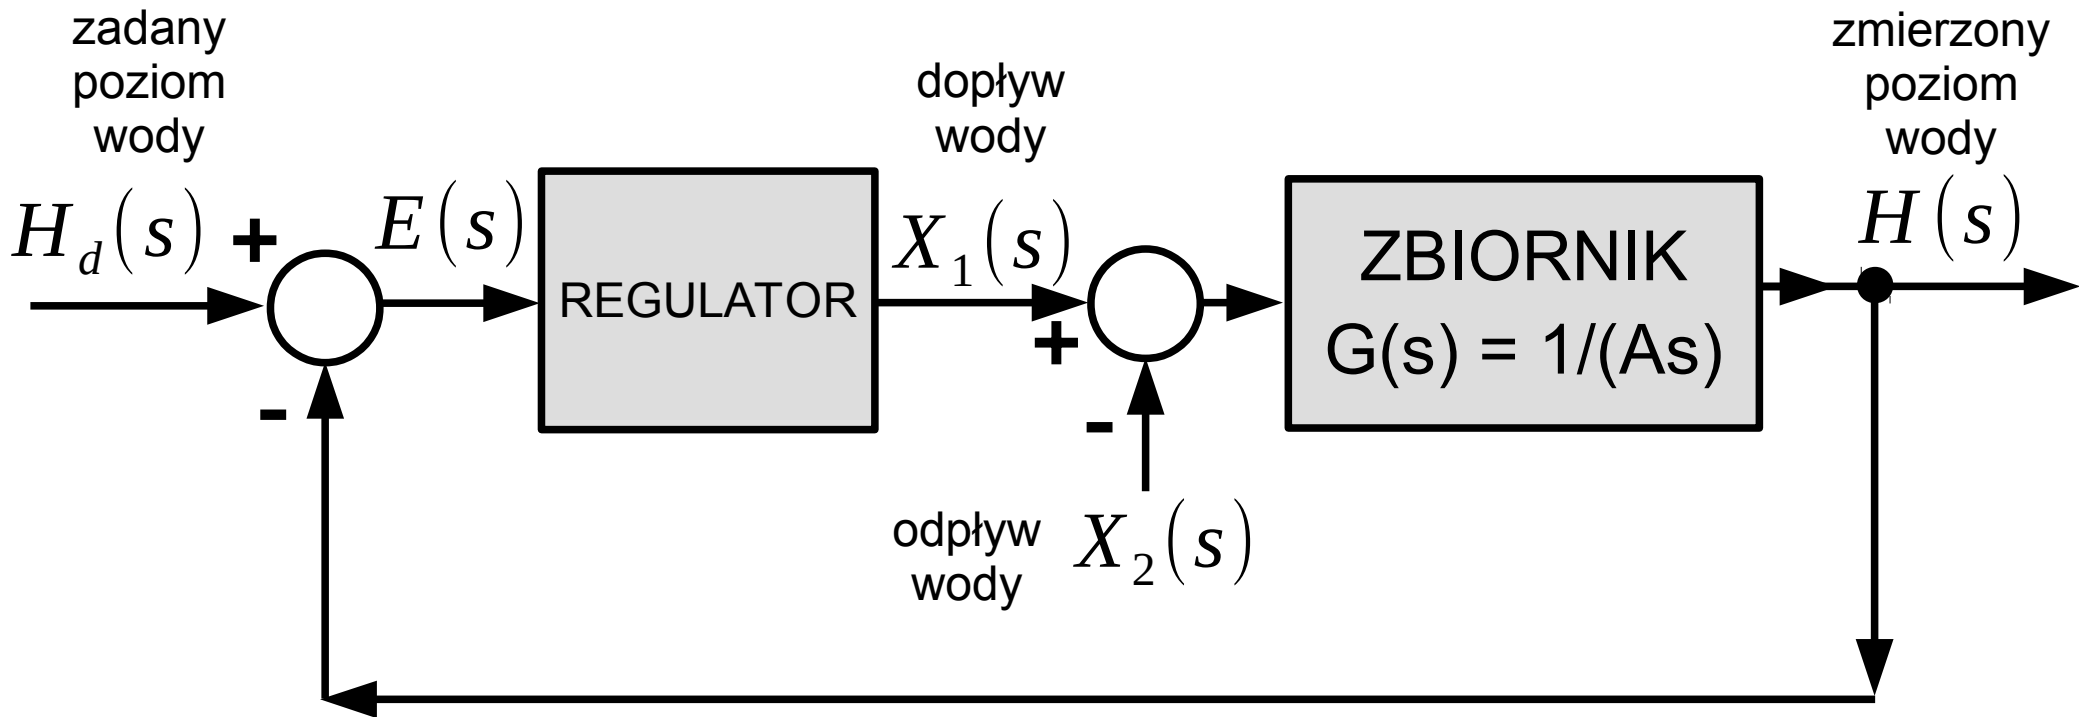 zadany
poziom
wody
H_d(s)
+
-
E(s)
REGULATOR
dopływ
wody
X_1(s)
+
-
odpływ
wody
X_2(s)
ZBIORNIK
G(s) = 1/(As)
zmierzony
poziom
wody
H(s)